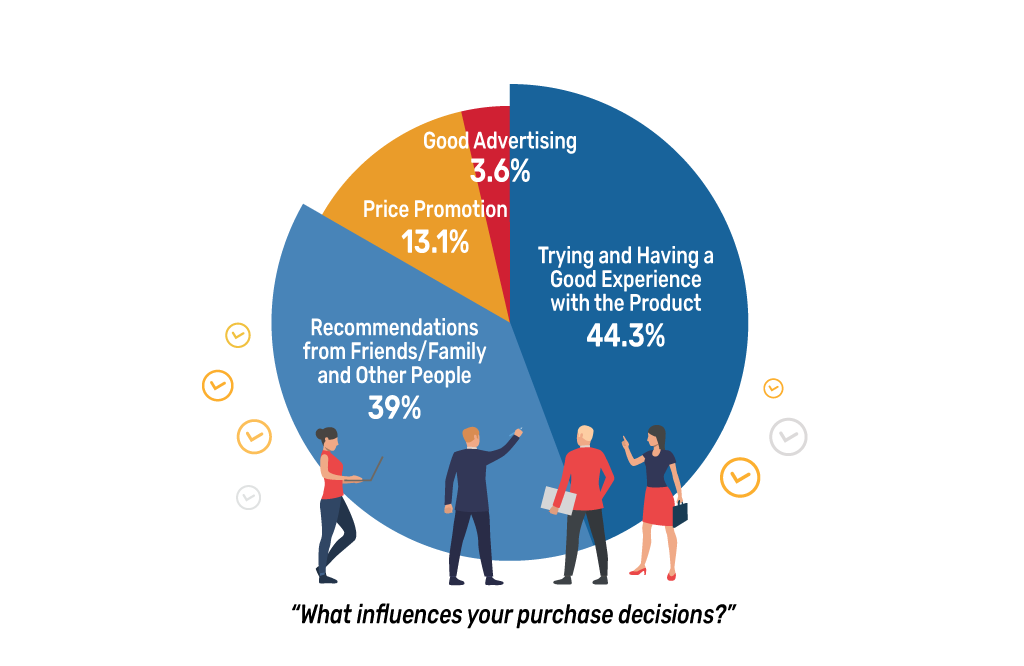 Good Advertising
3.6%
Price Promotion
13.1%
Trying and Having a
Good Experience
with the Product
44.3%
Recommendations
from Friends/Family
and Other People
39%
“What influences your purchase decisions?”